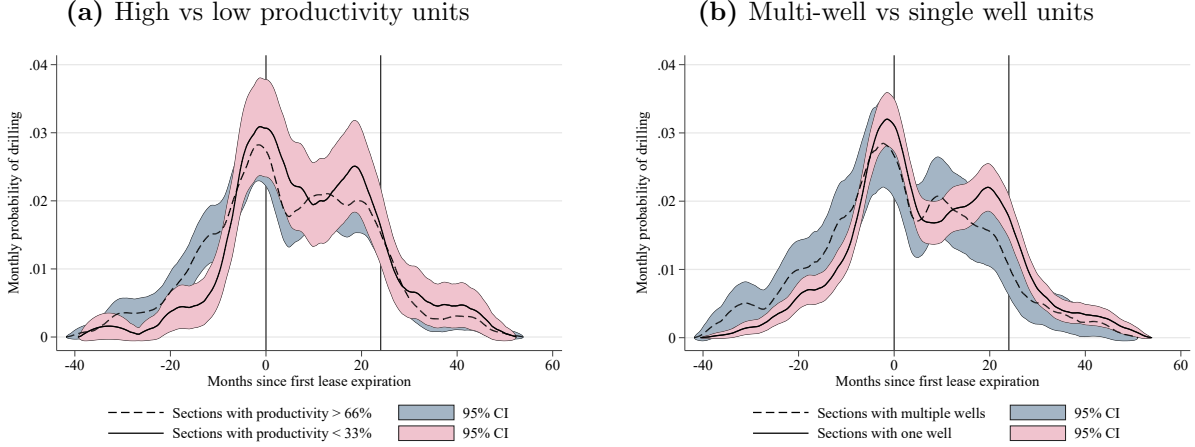 (a) High vs low productivity units
Monthly probability of drilling
.04
.03
.02
.01
0
-40 -20 0 20 40 60
Months since first lease expiration
Sections with productivity > 66% 95% CI
Sections with productivity < 33% 95% CI
(b) Multi-well vs single well units
Monthly probability of drilling
.04
.03
.02
.01
0
-40 -20 0 20 40 60
Months since first lease expiration
Sections with multiple wells 95% CI
Sections with one well 95% CI